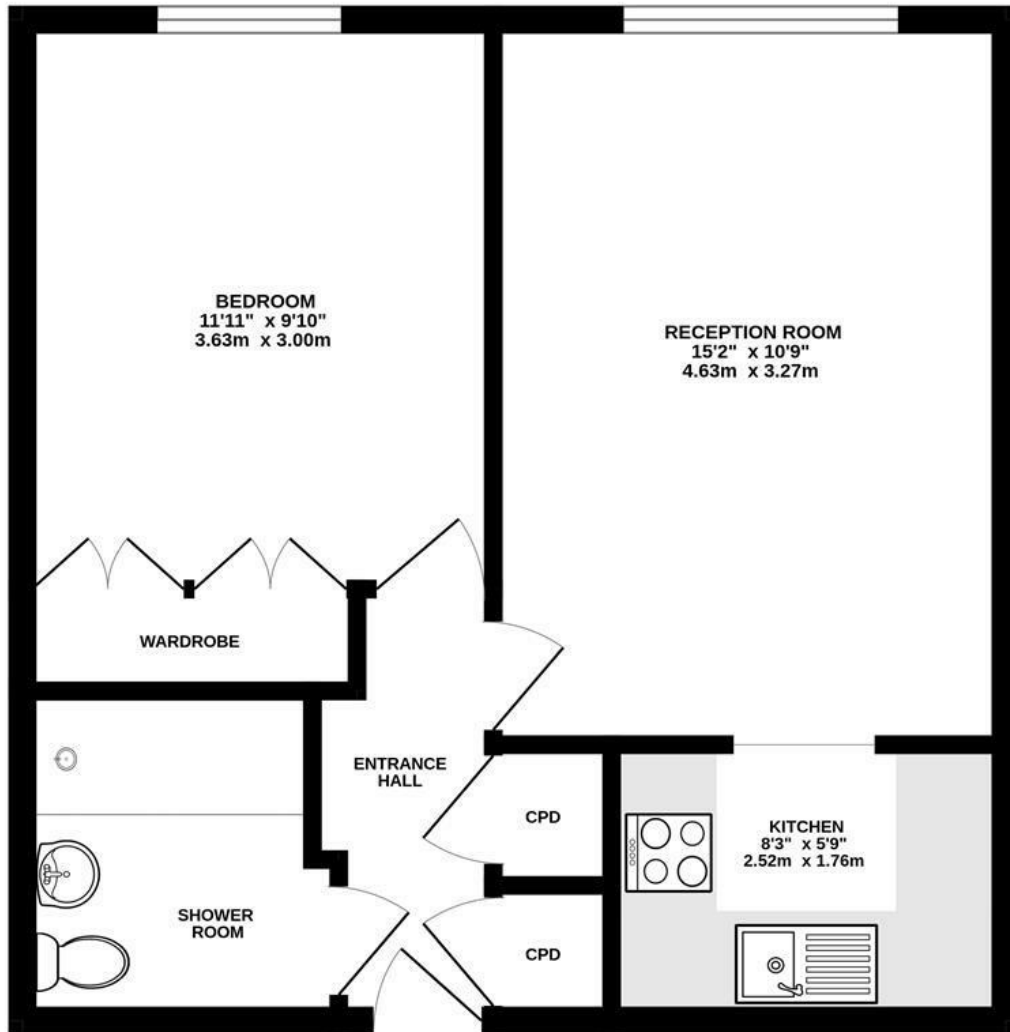 BEDROOM
11'11" x 9'10"
3.63m x 3.00m
RECEPTION ROOM
15'2" x 10'9"
4.63m x 3.27m
WARDROBE
ENTRANCE
HALL
CPD
KITCHEN
8'3" x 5'9"
2.52m x 1.76m
SHOWER
ROOM
CPD